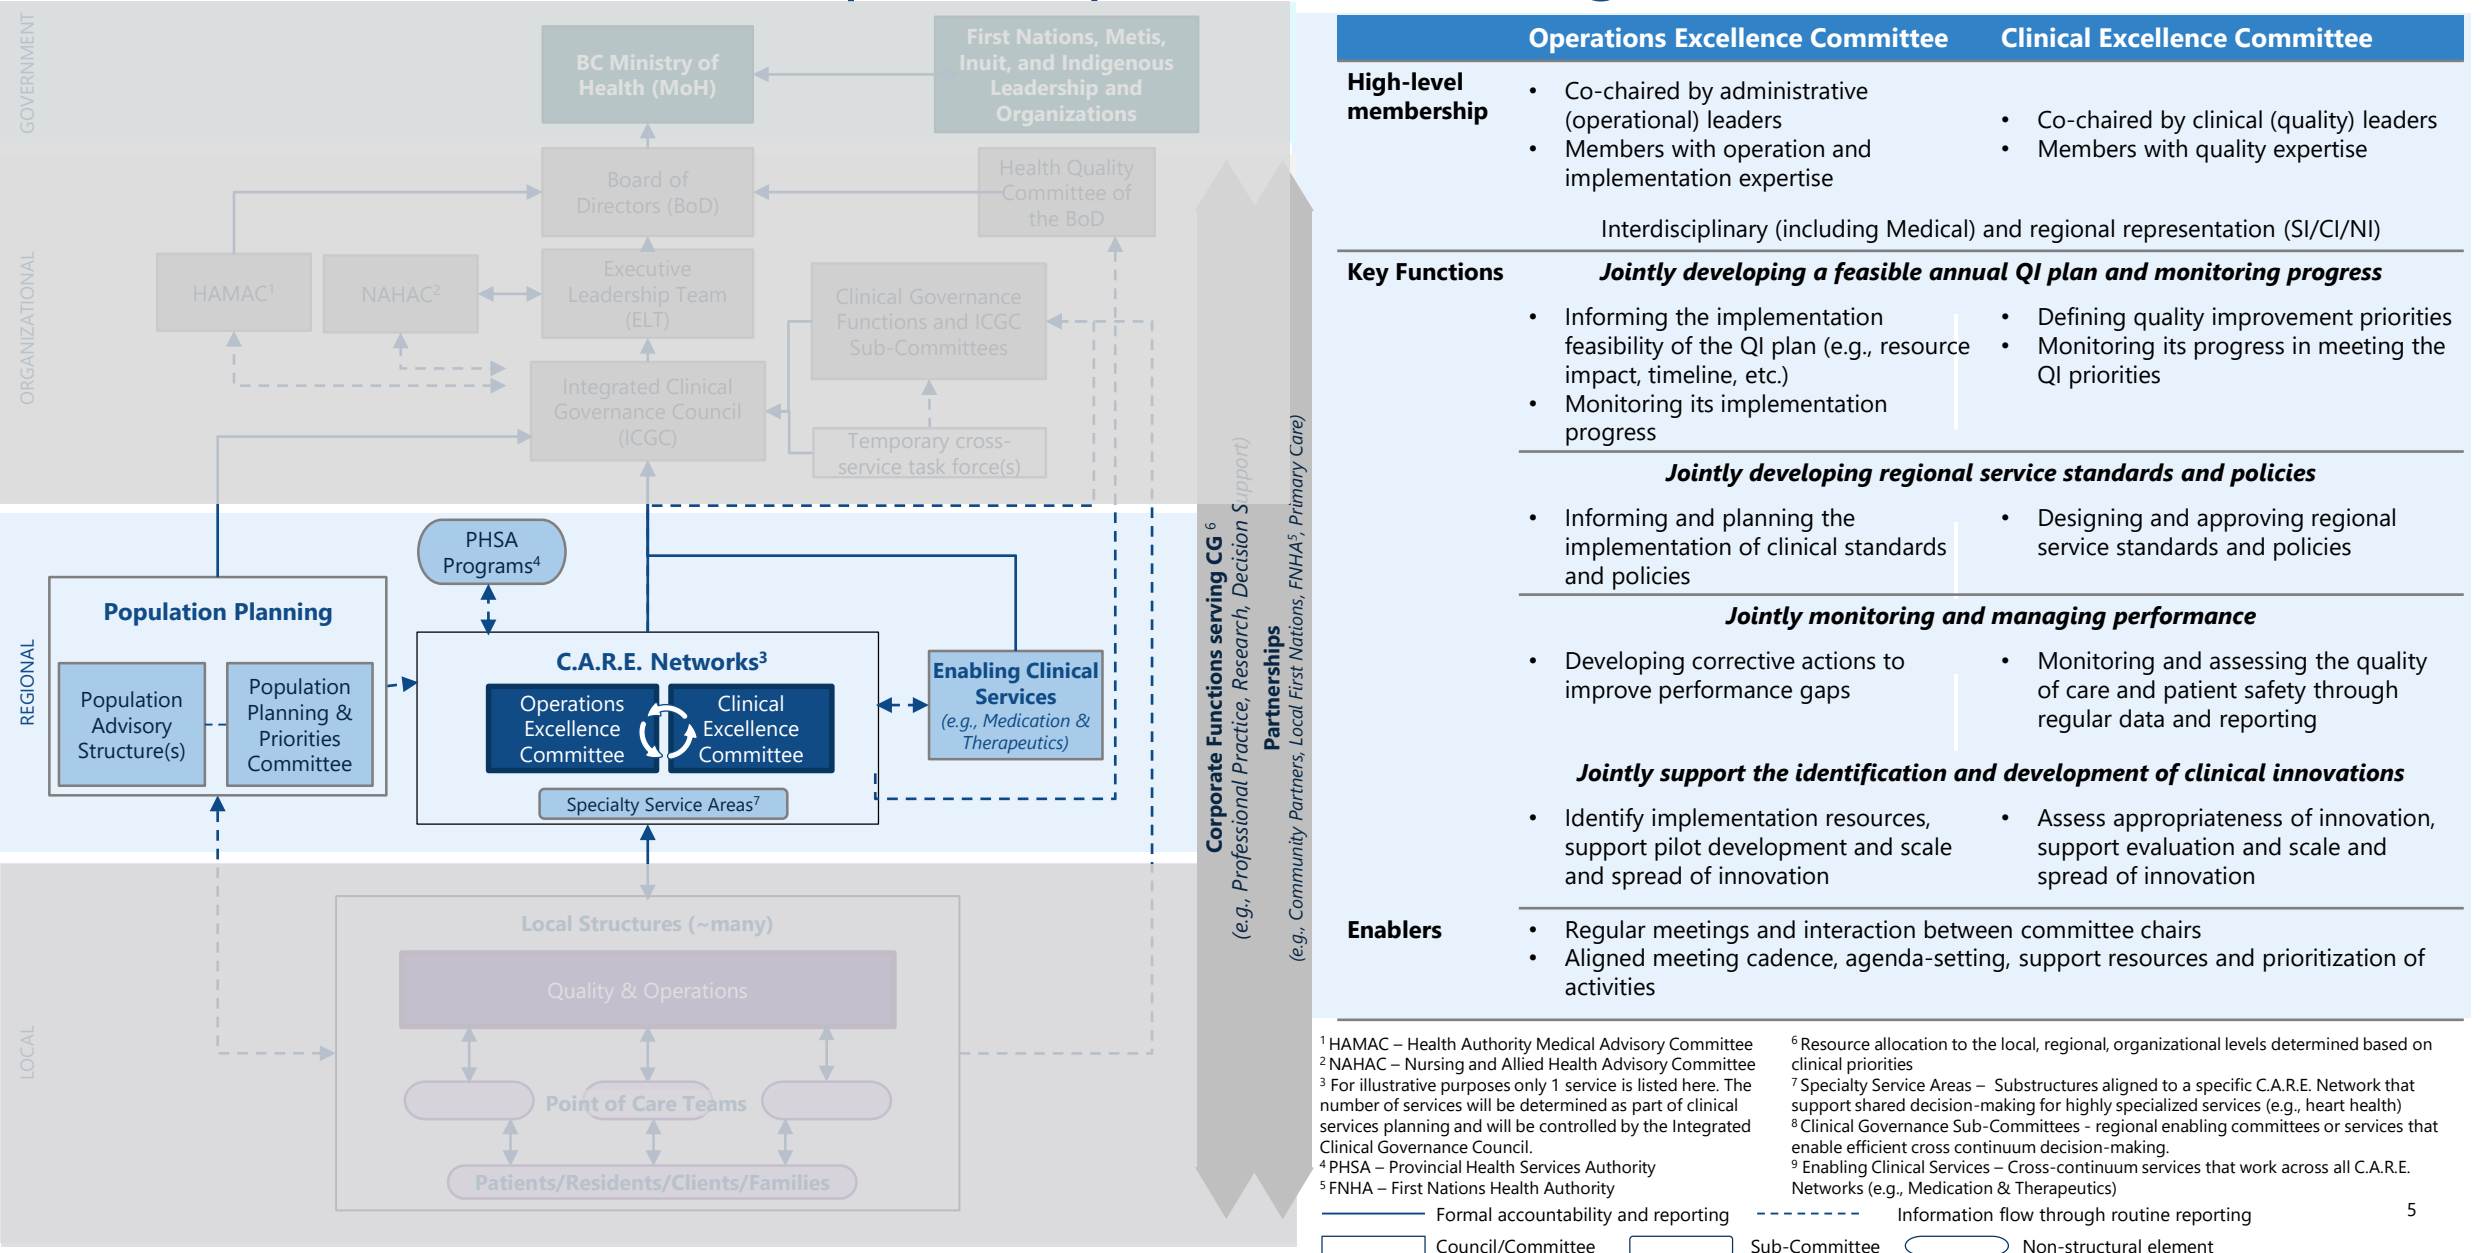 GOVERNMENT
BC Ministry of
Health (MoH)
First Nations, Metis,
Inuit, and Indigenous
Leadership and
Organizations
ORGANIZATIONAL
Board of
Directors (BoD)
Health Quality
Committee of
the BoD
HAMAC¹
NAHAC²
Executive
Leadership Team
(ELT)
Clinical Governance
Functions and ICGC
Sub-Committees
Integrated Clinical
Governance Council
(ICGC)
Temporary cross-
service task force(s)
REGIONAL
PHSA
Programs⁴
Population Planning
Population
Advisory
Structure(s)
Population
Planning &
Priorities
Committee
C.A.R.E. Networks³
Operations
Excellence
Committee
Clinical
Excellence
Committee
Specialty Service Areas⁷
Enabling Clinical
Services
(e.g., Medication &
Therapeutics)
LOCAL
Local Structures (~many)
Quality & Operations
Point of Care Teams
Patients/Residents/Clients/Families
Corporate Functions serving CG ⁶
(e.g., Professional Practice, Research, Decision Support)
Partnerships
(e.g., Community Partners, Local First Nations, FNHA⁵, Primary Care)
Operations Excellence Committee
Clinical Excellence Committee
High-level
membership
• Co-chaired by administrative
(operational) leaders
• Members with operation and
implementation expertise
• Co-chaired by clinical (quality) leaders
• Members with quality expertise
Interdisciplinary (including Medical) and regional representation (SI/CI/NI)
Key Functions
Jointly developing a feasible annual QI plan and monitoring progress
• Informing the implementation
feasibility of the QI plan (e.g., resource
impact, timeline, etc.)
• Monitoring its implementation
progress
• Defining quality improvement priorities
• Monitoring its progress in meeting the
QI priorities
Jointly developing regional service standards and policies
• Informing and planning the
implementation of clinical standards
and policies
• Designing and approving regional
service standards and policies
Jointly monitoring and managing performance
• Developing corrective actions to
improve performance gaps
• Monitoring and assessing the quality
of care and patient safety through
regular data and reporting
Jointly support the identification and development of clinical innovations
• Identify implementation resources,
support pilot development and scale
and spread of innovation
• Assess appropriateness of innovation,
support evaluation and scale and
spread of innovation
Enablers
• Regular meetings and interaction between committee chairs
• Aligned meeting cadence, agenda-setting, support resources and prioritization of
activities
¹ HAMAC – Health Authority Medical Advisory Committee
² NAHAC – Nursing and Allied Health Advisory Committee
³ For illustrative purposes only 1 service is listed here. The
number of services will be determined as part of clinical
services planning and will be controlled by the Integrated
Clinical Governance Council.
⁴ PHSA – Provincial Health Services Authority
⁵ FNHA – First Nations Health Authority
⁶ Resource allocation to the local, regional, organizational levels determined based on
clinical priorities
⁷ Specialty Service Areas – Substructures aligned to a specific C.A.R.E. Network that
support shared decision-making for highly specialized services (e.g., heart health)
⁸ Clinical Governance Sub-Committees - regional enabling committees or services that
enable efficient cross continuum decision-making.
⁹ Enabling Clinical Services – Cross-continuum services that work across all C.A.R.E.
Networks (e.g., Medication & Therapeutics)
Formal accountability and reporting
Information flow through routine reporting
5
Council/Committee
Sub-Committee
Non-structural element